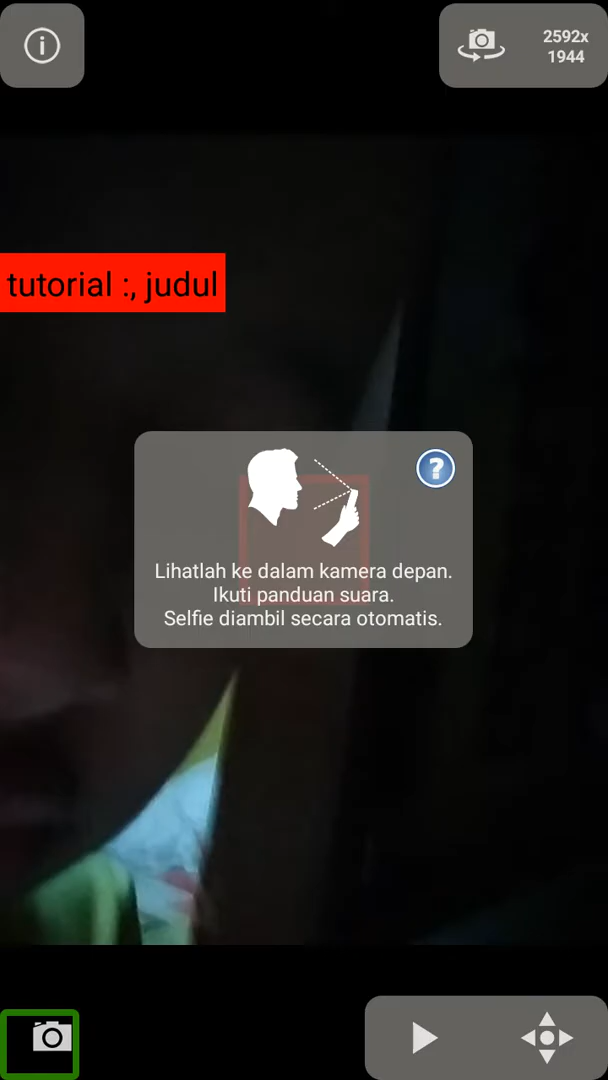 2592x
1944
tutorial :, judul
Lihatlah ke dalam kamera depan.
Ikuti panduan suara.
Selfie diambil secara otomatis.